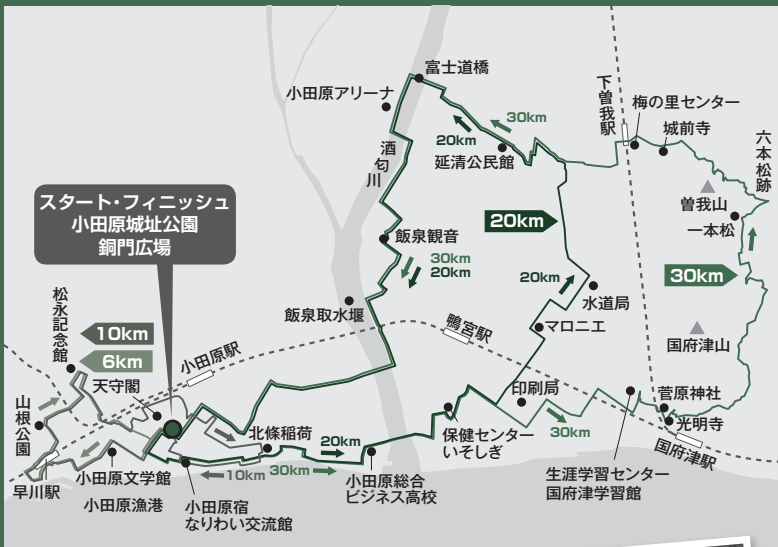 富士道橋
小田原アリーナ
酒匂川
30km
20km
延清公民館
下曽我駅
梅の里センター
城前寺
六本松跡
曽我山
一本松
スタート・フィニッシュ
小田原城址公園
銅門広場
飯泉観音
30km
20km
20km
20km
30km
水道局
マロニエ
国府津山
飯泉取水堰
鴨宮駅
松永記念館
10km
6km
小田原駅
天守閣
山根公園
早川駅
小田原文学館
小田原漁港
北條稲荷
20km
10km
30km
小田原宿
なりわい交流館
小田原総合
ビジネス高校
保健センター
いそしぎ
印刷局
30km
菅原神社
光明寺
国府津駅
生涯学習センター
国府津学習館